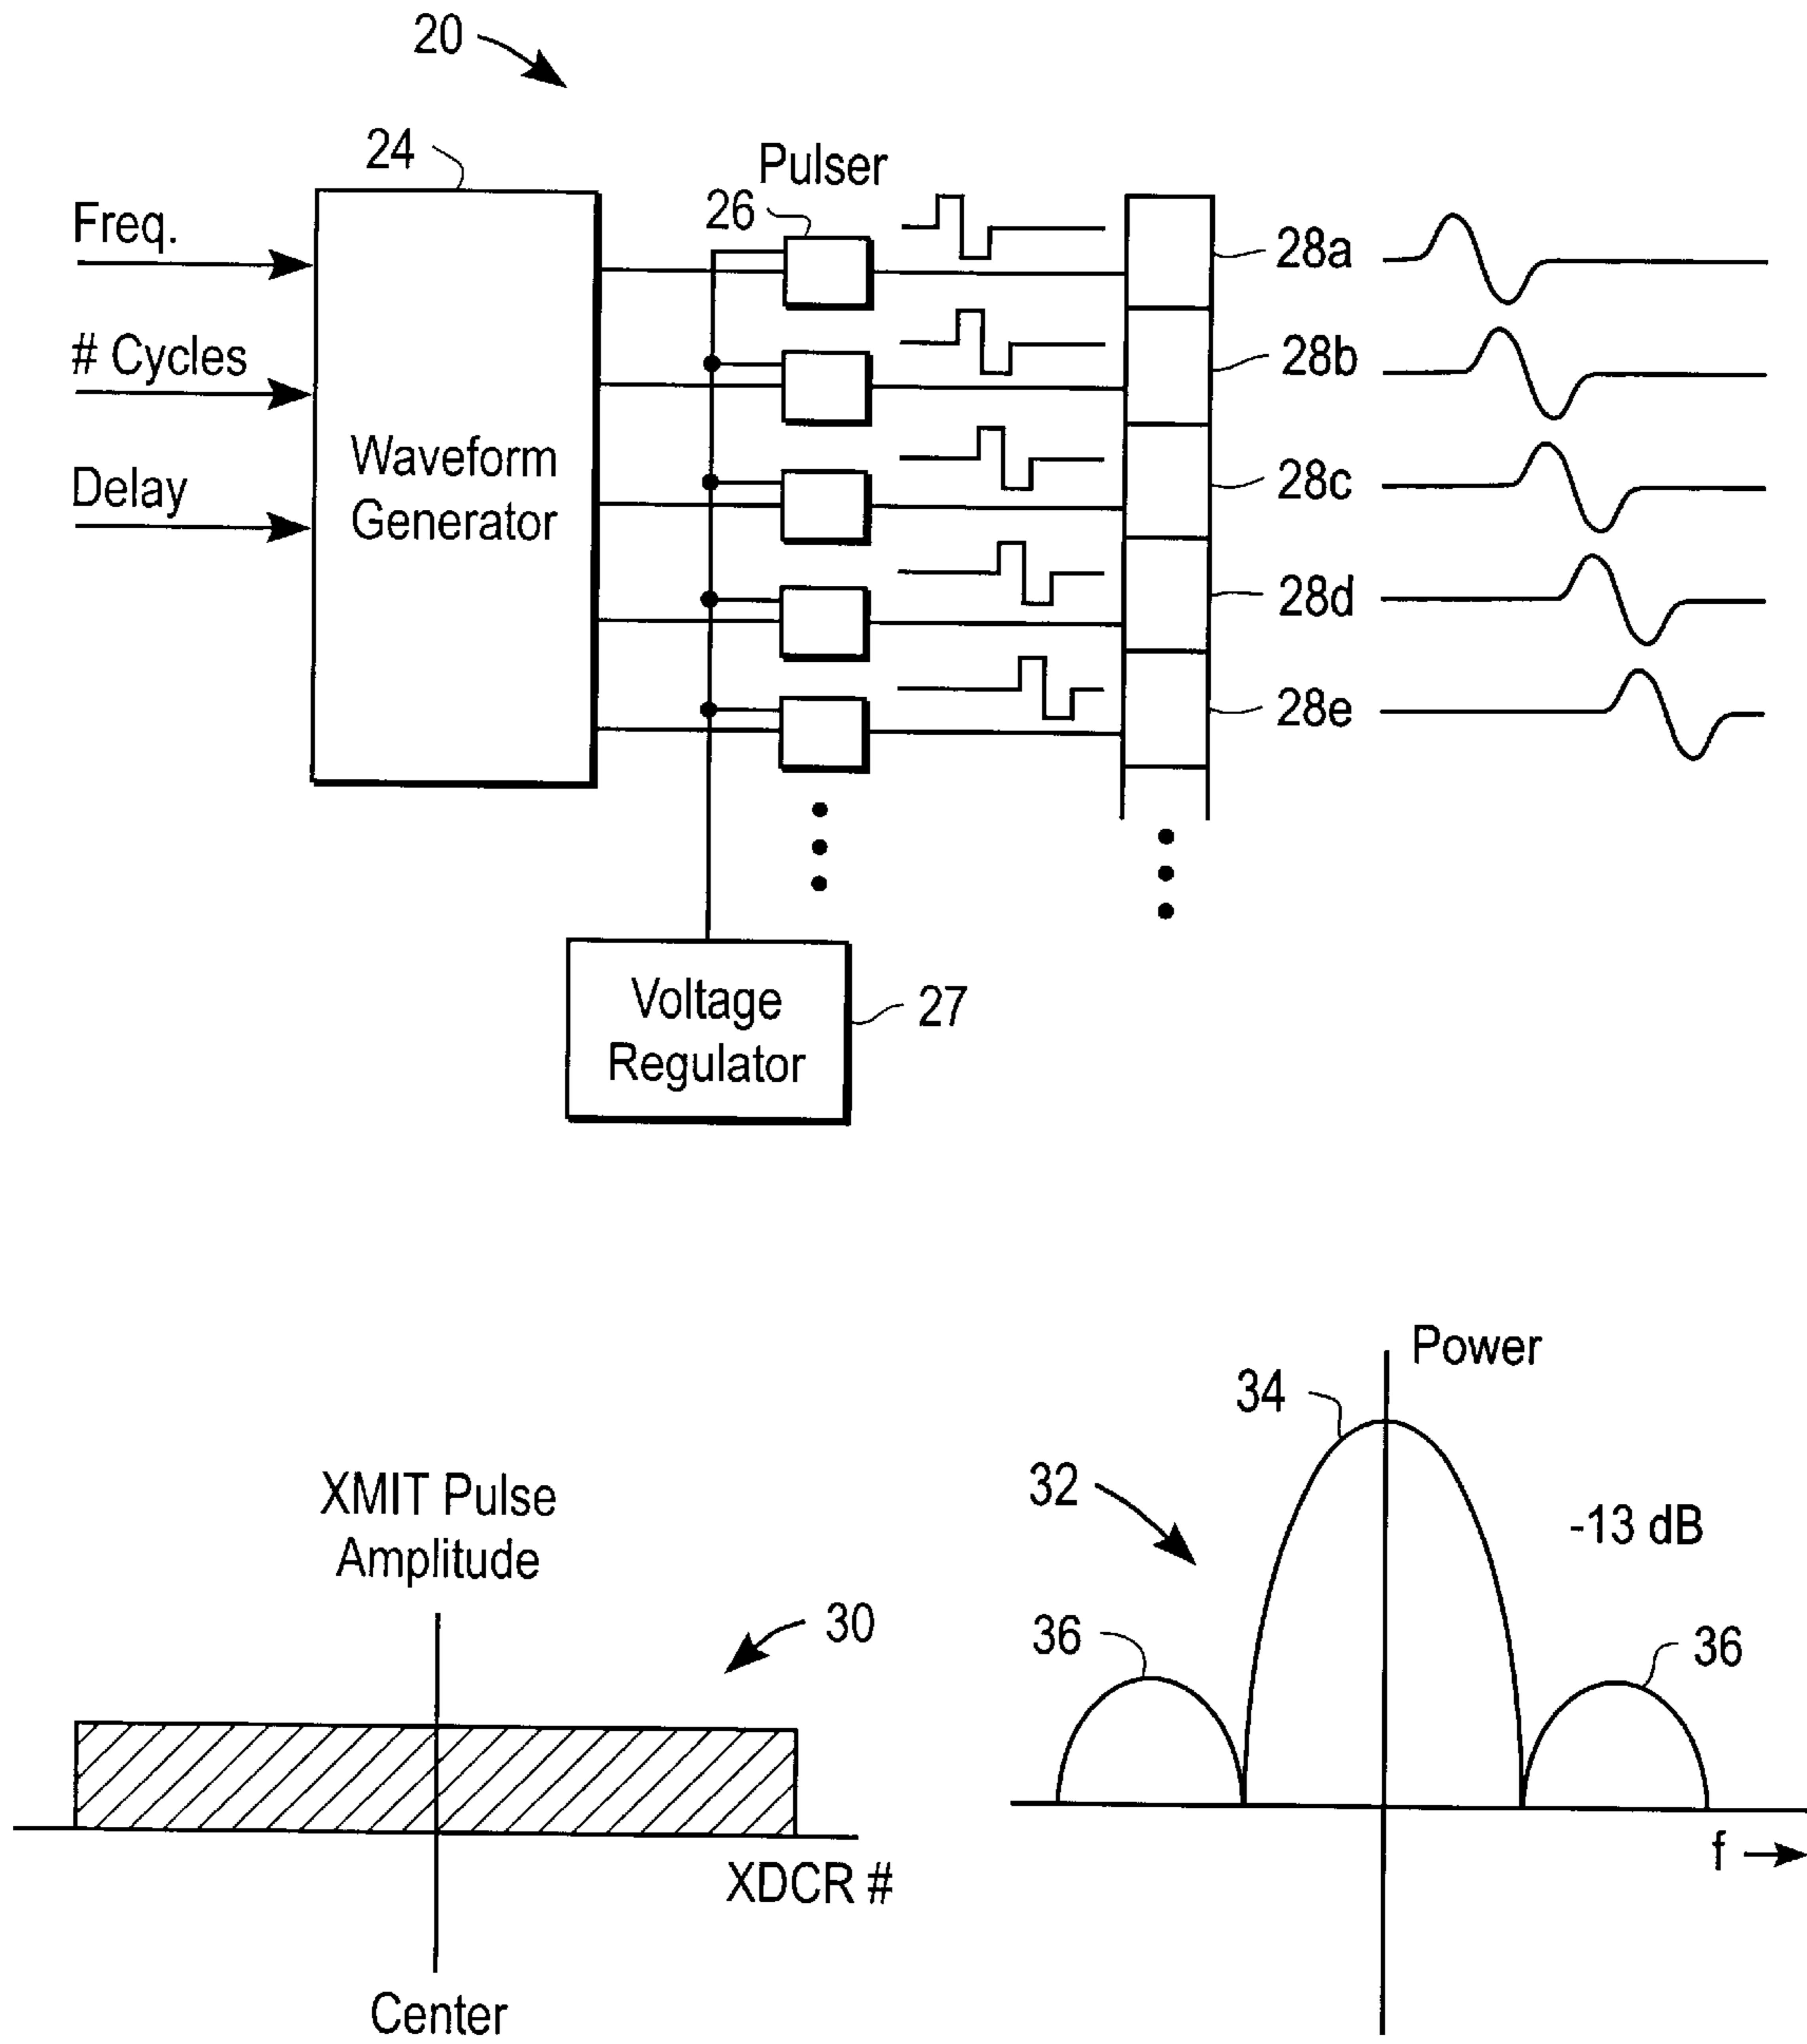 20
24
Pulser
26
Freq.
# Cycles
Delay
Waveform
Generator
28a
28b
28c
28d
28e
Voltage
Regulator
27
Power
34
32
-13 dB
36
36
f
XMIT Pulse
Amplitude
30
XDCR #
Center